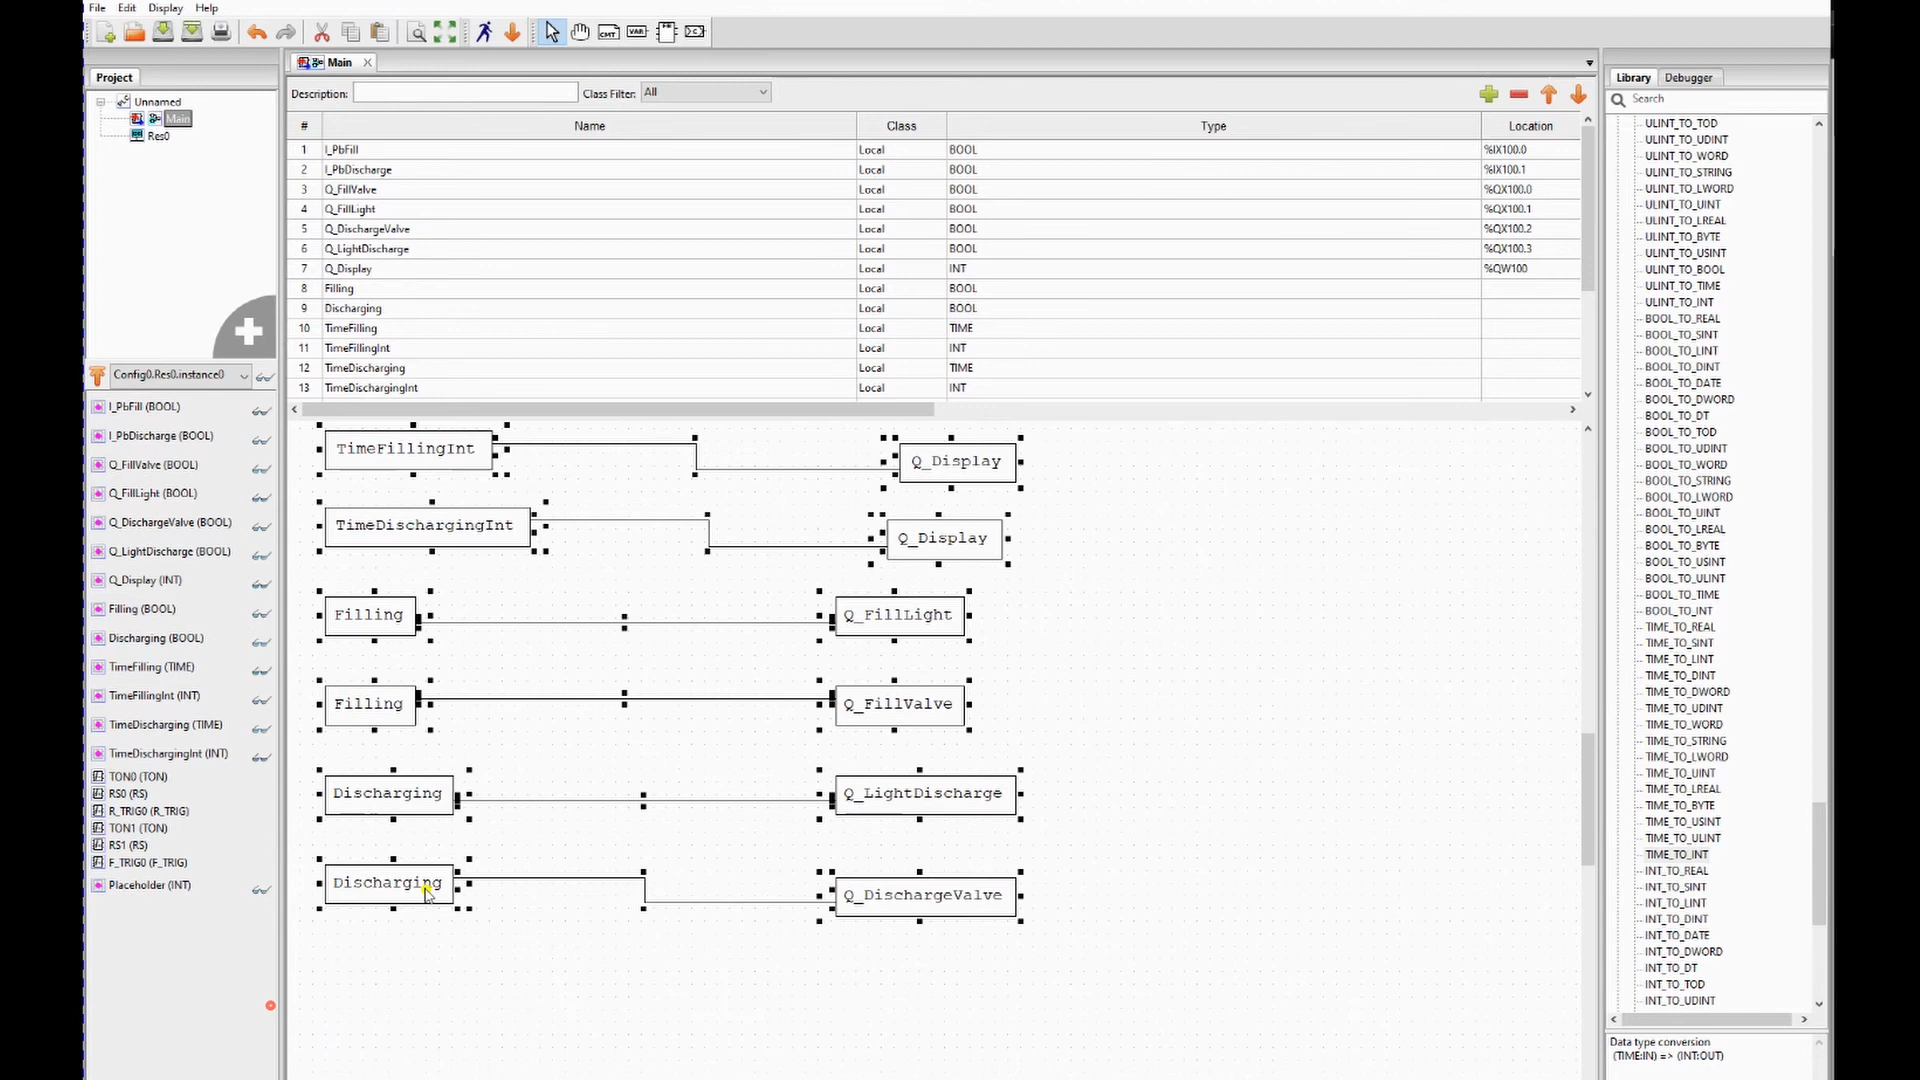 File Edit Display Help
CMT VAR
Project
Unnamed
Main
Res0
Main
Description: Class Filter: All
# Name Class Type Location
1 I_PbFill Local BOOL %IX100.0
2 I_PbDischarge Local BOOL %IX100.1
3 Q_FillValve Local BOOL %QX100.0
4 Q_FillLight Local BOOL %QX100.1
5 Q_DischargeValve Local BOOL %QX100.2
6 Q_LightDischarge Local BOOL %QX100.3
7 Q_Display Local INT %QW100
8 Filling Local BOOL
9 Discharging Local BOOL
10 TimeFilling Local TIME
11 TimeFillingInt Local INT
12 TimeDischarging Local TIME
13 TimeDischargingInt Local INT
Config0.Res0.instance0
I_PbFill (BOOL)
I_PbDischarge (BOOL)
Q_FillValve (BOOL)
Q_FillLight (BOOL)
Q_DischargeValve (BOOL)
Q_LightDischarge (BOOL)
Q_Display (INT)
Filling (BOOL)
Discharging (BOOL)
TimeFilling (TIME)
TimeFillingInt (INT)
TimeDischarging (TIME)
TimeDischargingInt (INT)
TON0 (TON)
RS0 (RS)
R_TRIG0 (R_TRIG)
TON1 (TON)
RS1 (RS)
F_TRIG0 (F_TRIG)
Placeholder (INT)
TimeFillingInt Q_Display
TimeDischargingInt Q_Display
Filling Q_FillLight
Filling Q_FillValve
Discharging Q_LightDischarge
Discharging Q_DischargeValve
Library Debugger
Search
ULINT_TO_TOD
ULINT_TO_UDINT
ULINT_TO_WORD
ULINT_TO_STRING
ULINT_TO_LWORD
ULINT_TO_UINT
ULINT_TO_LREAL
ULINT_TO_BYTE
ULINT_TO_USINT
ULINT_TO_BOOL
ULINT_TO_TIME
ULINT_TO_INT
BOOL_TO_REAL
BOOL_TO_SINT
BOOL_TO_LINT
BOOL_TO_DINT
BOOL_TO_DATE
BOOL_TO_DWORD
BOOL_TO_DT
BOOL_TO_TOD
BOOL_TO_UDINT
BOOL_TO_WORD
BOOL_TO_STRING
BOOL_TO_LWORD
BOOL_TO_UINT
BOOL_TO_LREAL
BOOL_TO_BYTE
BOOL_TO_USINT
BOOL_TO_ULINT
BOOL_TO_TIME
BOOL_TO_INT
TIME_TO_REAL
TIME_TO_SINT
TIME_TO_LINT
TIME_TO_DINT
TIME_TO_DWORD
TIME_TO_UDINT
TIME_TO_WORD
TIME_TO_STRING
TIME_TO_LWORD
TIME_TO_UINT
TIME_TO_LREAL
TIME_TO_BYTE
TIME_TO_USINT
TIME_TO_ULINT
TIME_TO_INT
INT_TO_REAL
INT_TO_SINT
INT_TO_LINT
INT_TO_DINT
INT_TO_DATE
INT_TO_DWORD
INT_TO_DT
INT_TO_TOD
INT_TO_UDINT
Data type conversion
(TIME:IN) => (INT:OUT)